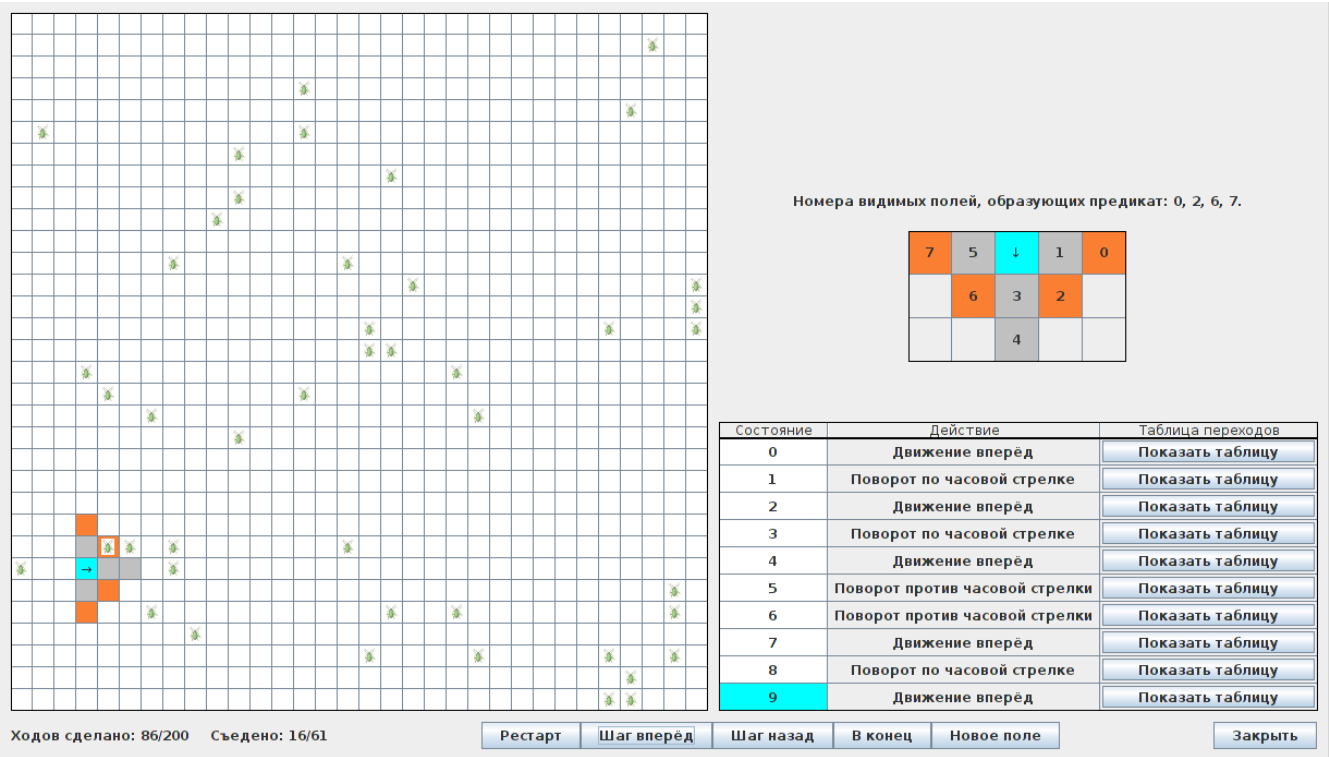 Номера видимых полей, образующих предикат: 0, 2, 6, 7.
7 5 ↓ 1 0
6 3 2
4
Состояние Действие Таблица переходов
0 Движение вперёд Показать таблицу
1 Поворот по часовой стрелке Показать таблицу
2 Движение вперёд Показать таблицу
3 Поворот по часовой стрелке Показать таблицу
4 Движение вперёд Показать таблицу
5 Поворот против часовой стрелки Показать таблицу
6 Поворот против часовой стрелки Показать таблицу
7 Движение вперёд Показать таблицу
8 Поворот по часовой стрелке Показать таблицу
9 Движение вперёд Показать таблицу
→
Ходов сделано: 86/200 Съедено: 16/61 Рестарт Шаг вперёд Шаг назад В конец Новое поле Закрыть